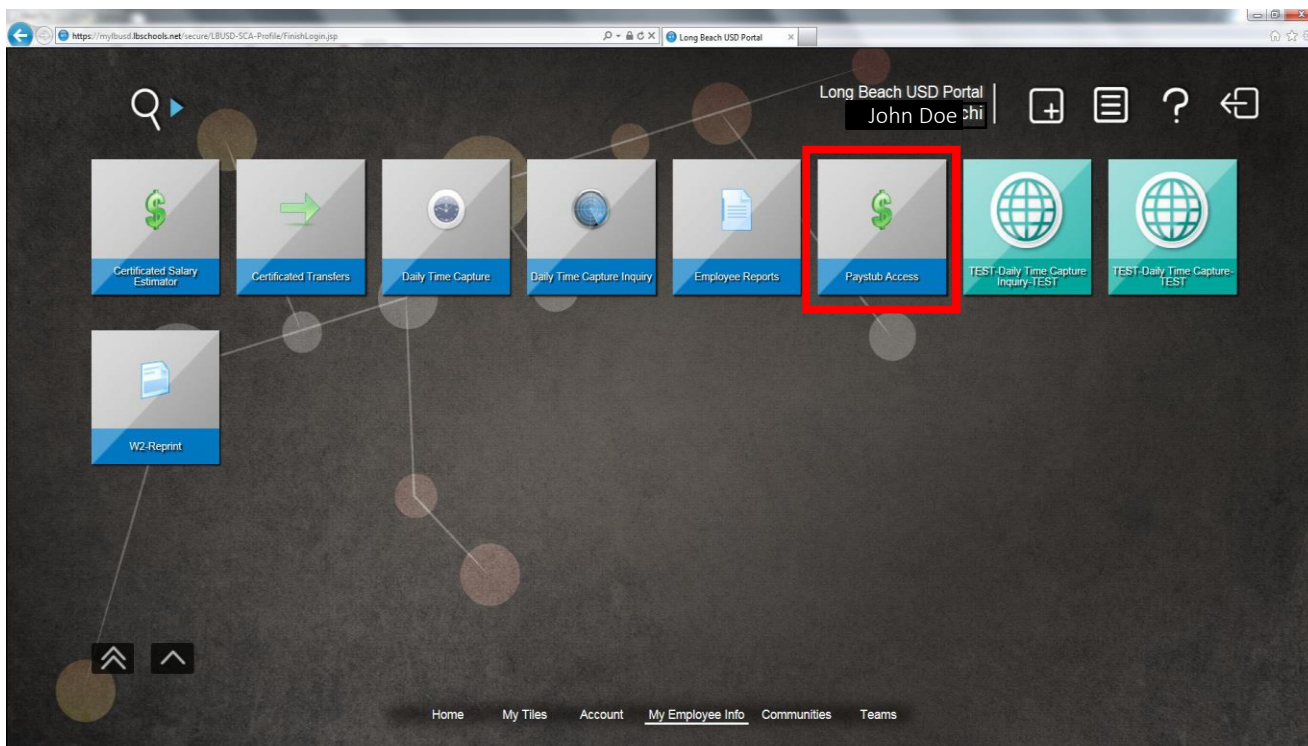 https://mylbusd.lbschools.net/secure/LBUSD-SCA-Profile/FinishLogin.jsp
Long Beach USD Portal
Long Beach USD Portal
John Doe chi
Certificated Salary
Estimator
Certificated Transfers
Daily Time Capture
Daily Time Capture Inquiry
Employee Reports
Paystub Access
TEST-Daily Time Capture
Inquiry-TEST
TEST-Daily Time Capture-
TEST
W2-Reprint
Home My Tiles Account My Employee Info Communities Teams